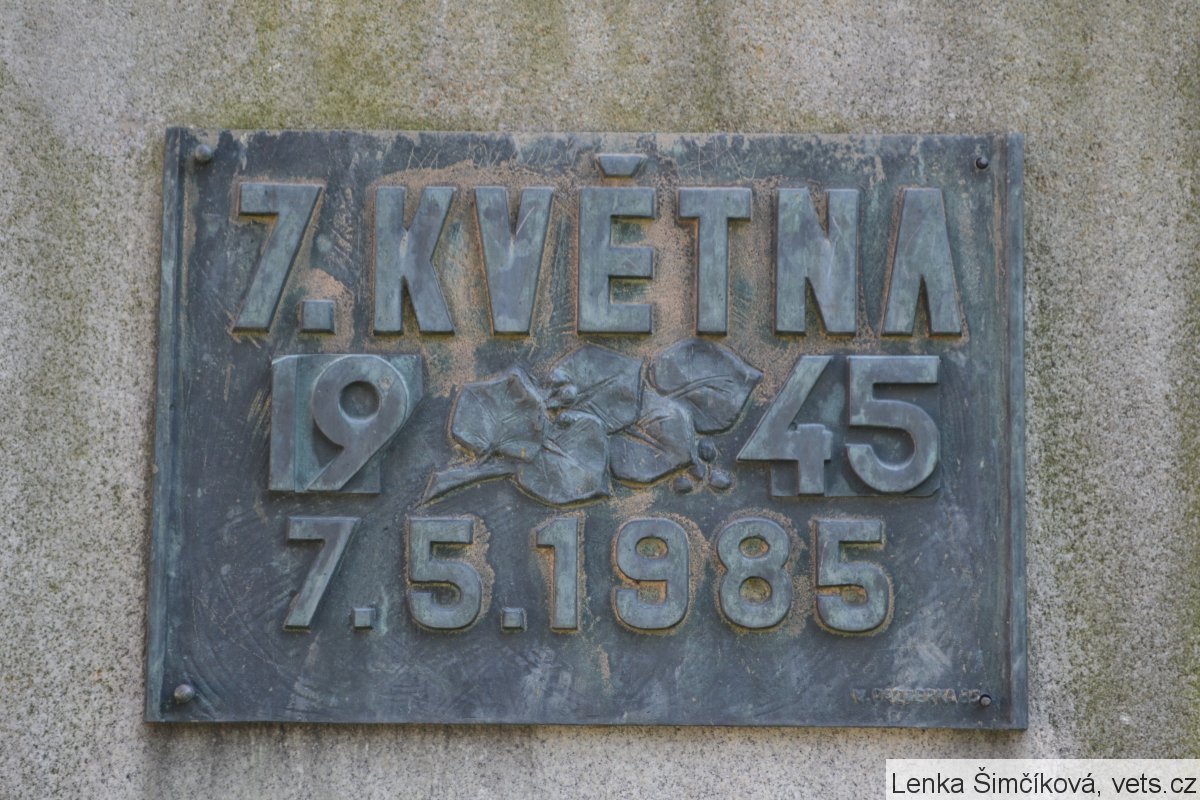 7. KVĚTNA
1945
7.5.1985
Lenka Šimčíková, vets.cz